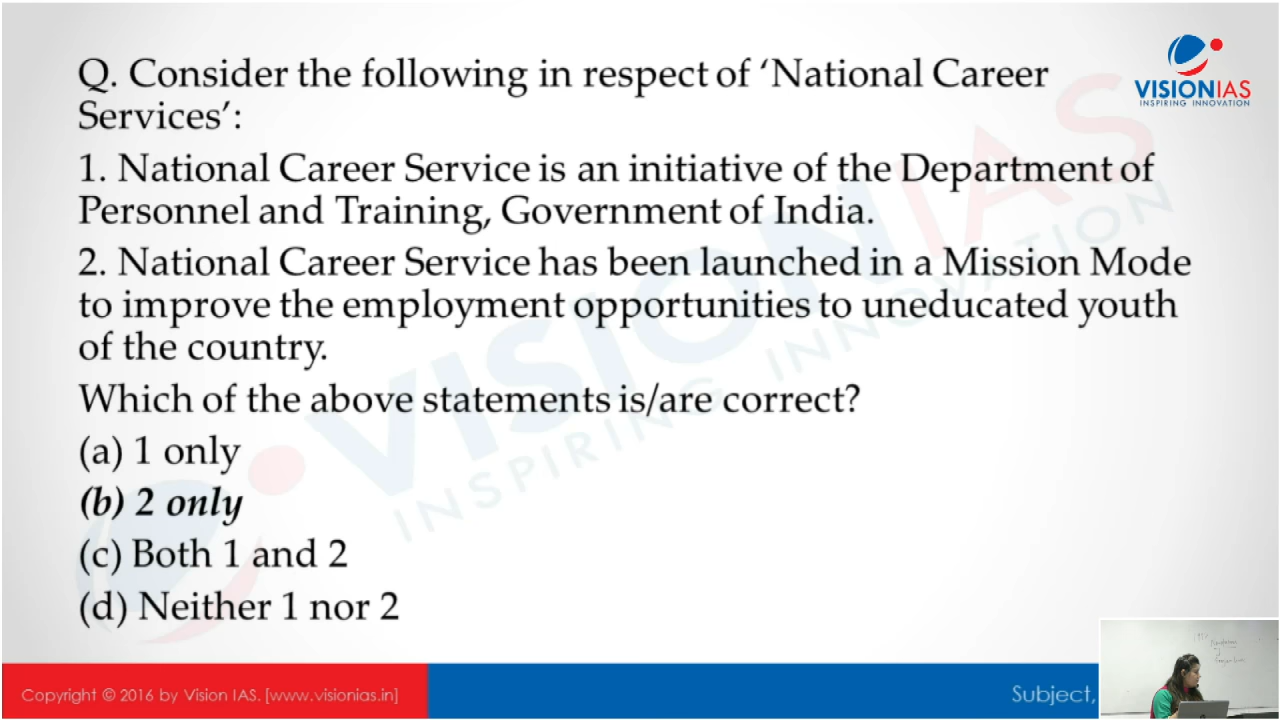 Q. Consider the following in respect of ‘National Career
Services’:
1. National Career Service is an initiative of the Department of
Personnel and Training, Government of India.
2. National Career Service has been launched in a Mission Mode
to improve the employment opportunities to uneducated youth
of the country.
Which of the above statements is/are correct?
(a) 1 only
(b) 2 only
(c) Both 1 and 2
(d) Neither 1 nor 2
VISIONIAS
INSPIRING INNOVATION
VISIONIAS
INSPIRING INNOVATION
Copyright © 2016 by Vision IAS. [www.visionias.in]
Subject,